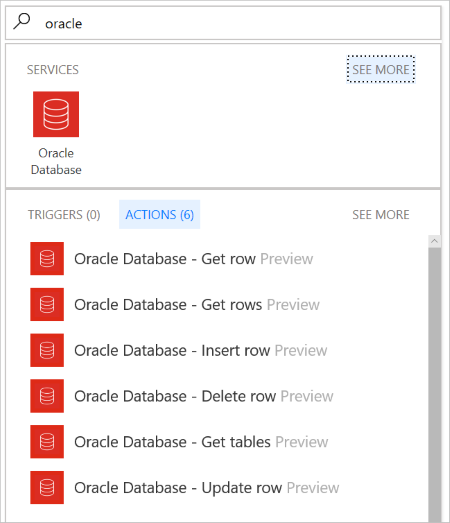 oracle
SERVICES SEE MORE
Oracle
Database
TRIGGERS (0) ACTIONS (6) SEE MORE
Oracle Database - Get row Preview
Oracle Database - Get rows Preview
Oracle Database - Insert row Preview
Oracle Database - Delete row Preview
Oracle Database - Get tables Preview
Oracle Database - Update row Preview